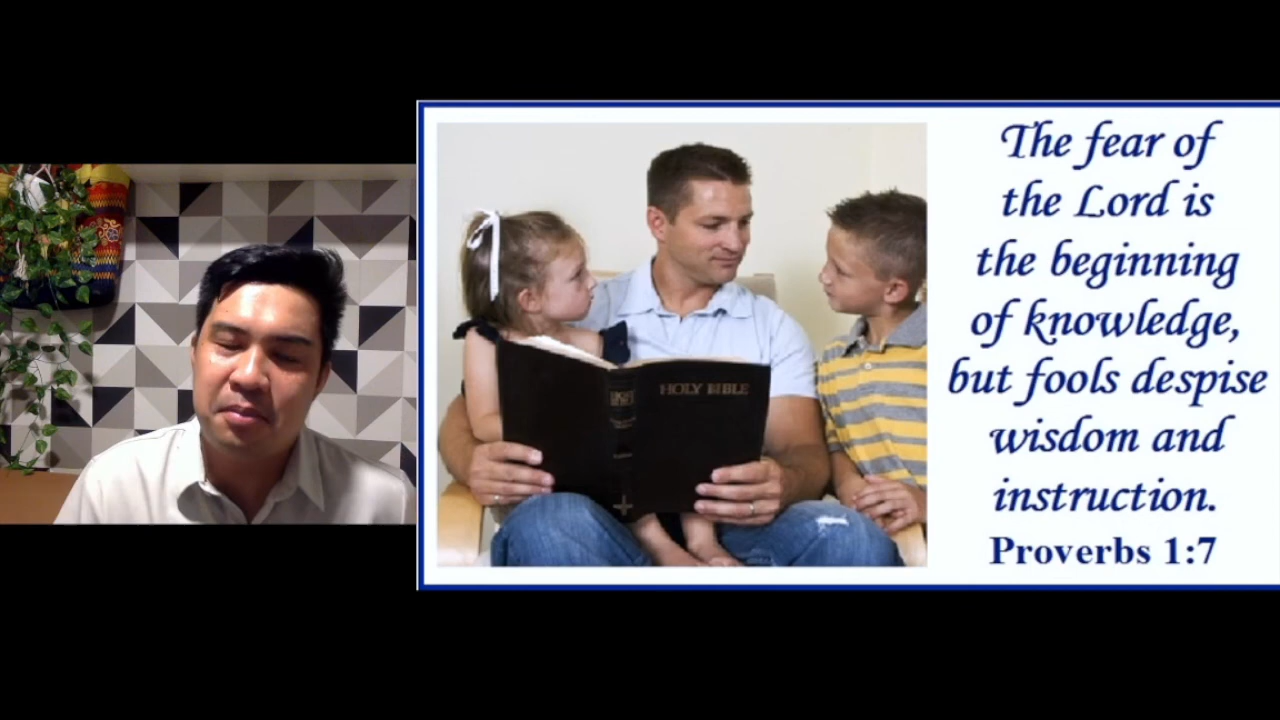 HOLY BIBLE
The fear of
the Lord is
the beginning
of knowledge,
but fools despise
wisdom and
instruction.
Proverbs 1:7